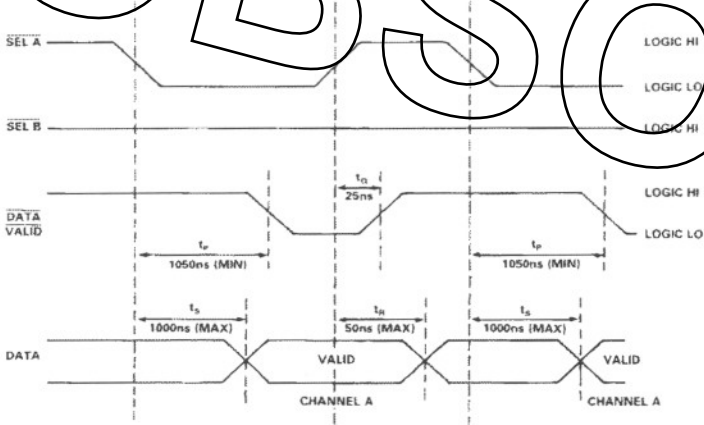 OBSO
SEL A
LOGIC HI
LOGIC LO
SEL B
LOGIC HI
tQ
25ns
LOGIC HI
DATA
VALID
LOGIC LO
tP
1050ns (MIN)
tP
1050ns (MIN)
tS
1000ns (MAX)
tR
50ns (MAX)
tS
1000ns (MAX)
DATA
VALID
VALID
CHANNEL A
CHANNEL A